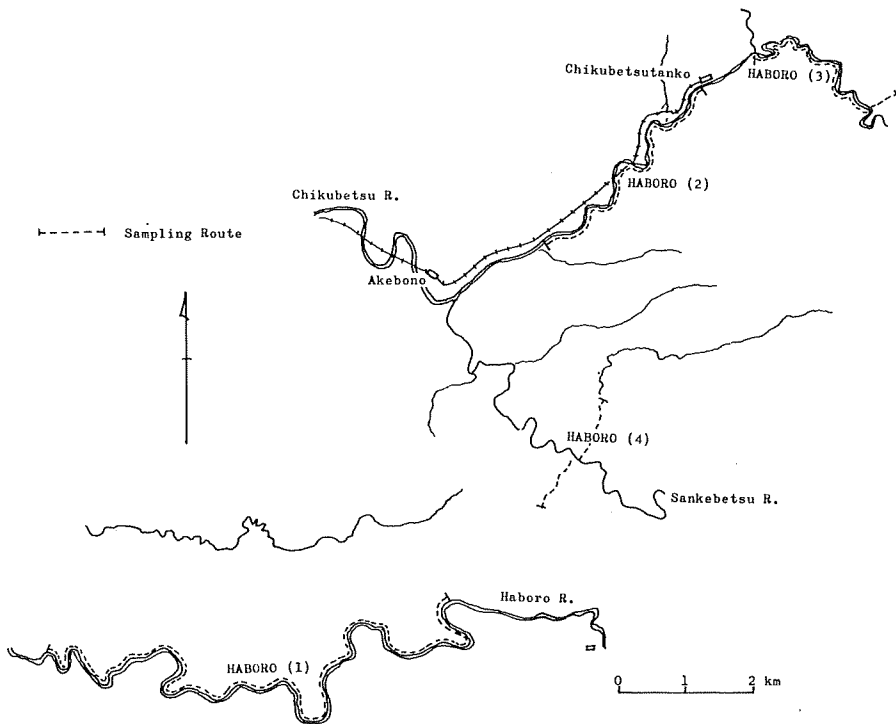 Chikubetsutanko
HABORO (3)
HABORO (2)
Chikubetsu R.
Sampling Route
Akebono
HABORO (4)
Sankebetsu R.
Haboro R.
HABORO (1)
0 1 2 km